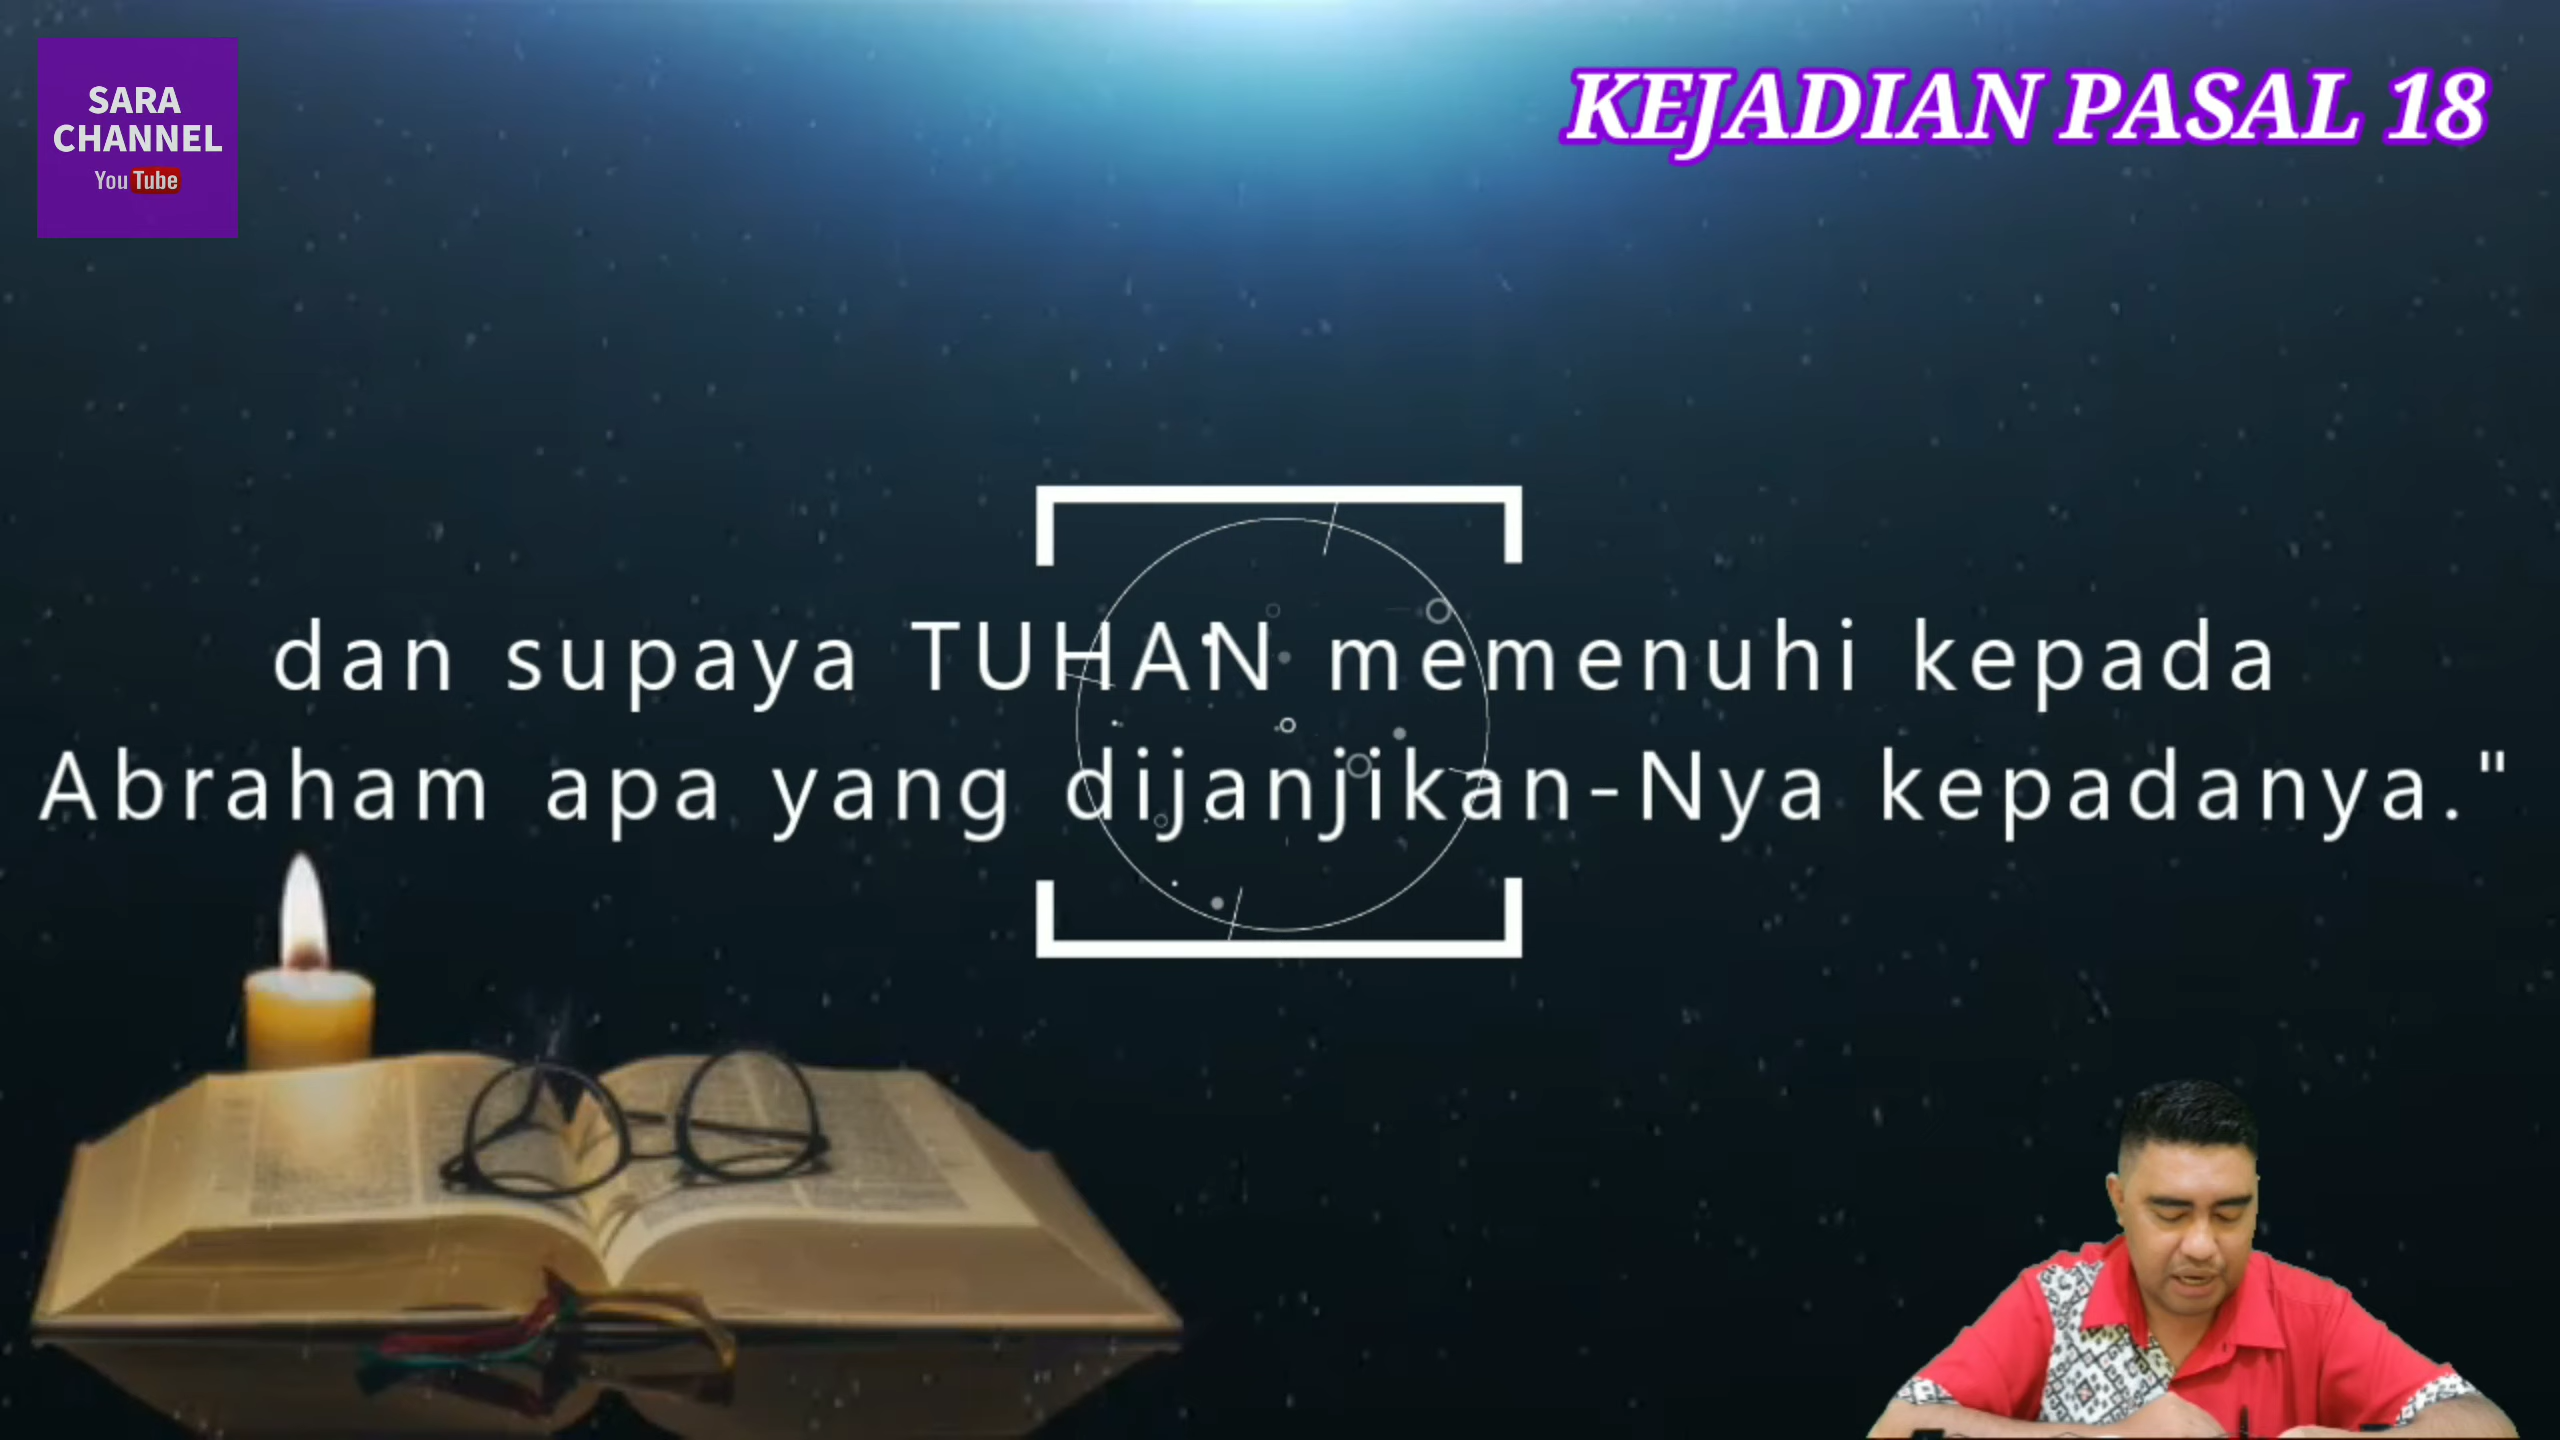 SARA
CHANNEL
YouTube
KEJADIAN PASAL 18
dan supaya TUHAN memenuhi kepada
Abraham apa yang dijanjikan-Nya kepadanya."